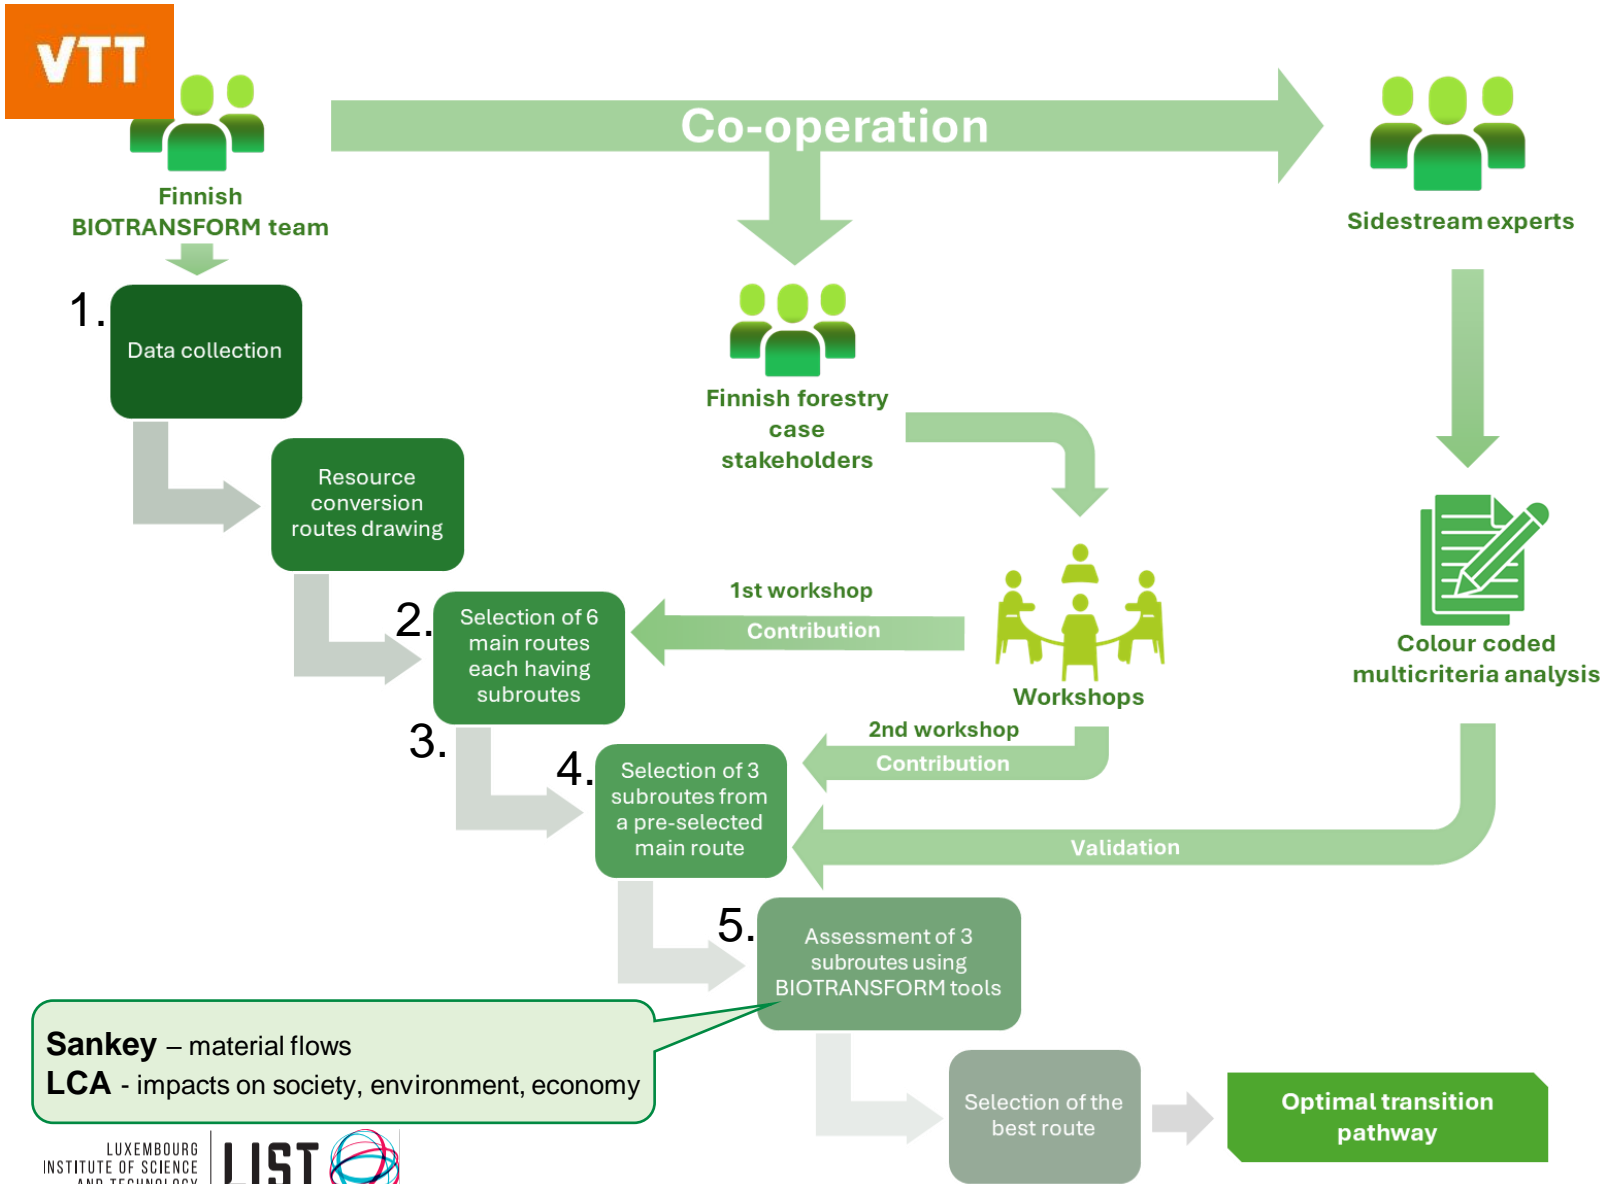 VTT
Co-operation
Finnish
BIOTRANSFORM team
Sidestream experts
1.
Data collection
Finnish forestry
case
stakeholders
Resource
conversion
routes drawing
2.
Selection of 6
main routes
each having
subroutes
1st workshop
Contribution
Workshops
Colour coded
multicriteria analysis
3.
2nd workshop
Contribution
4.
Selection of 3
subroutes from
a pre-selected
main route
Validation
5.
Assessment of 3
subroutes using
BIOTRANSFORM tools
Sankey – material flows
LCA - impacts on society, environment, economy
Selection of the
best route
Optimal transition
pathway
LUXEMBOURG
INSTITUTE OF SCIENCE
AND TECHNOLOGY
LIST